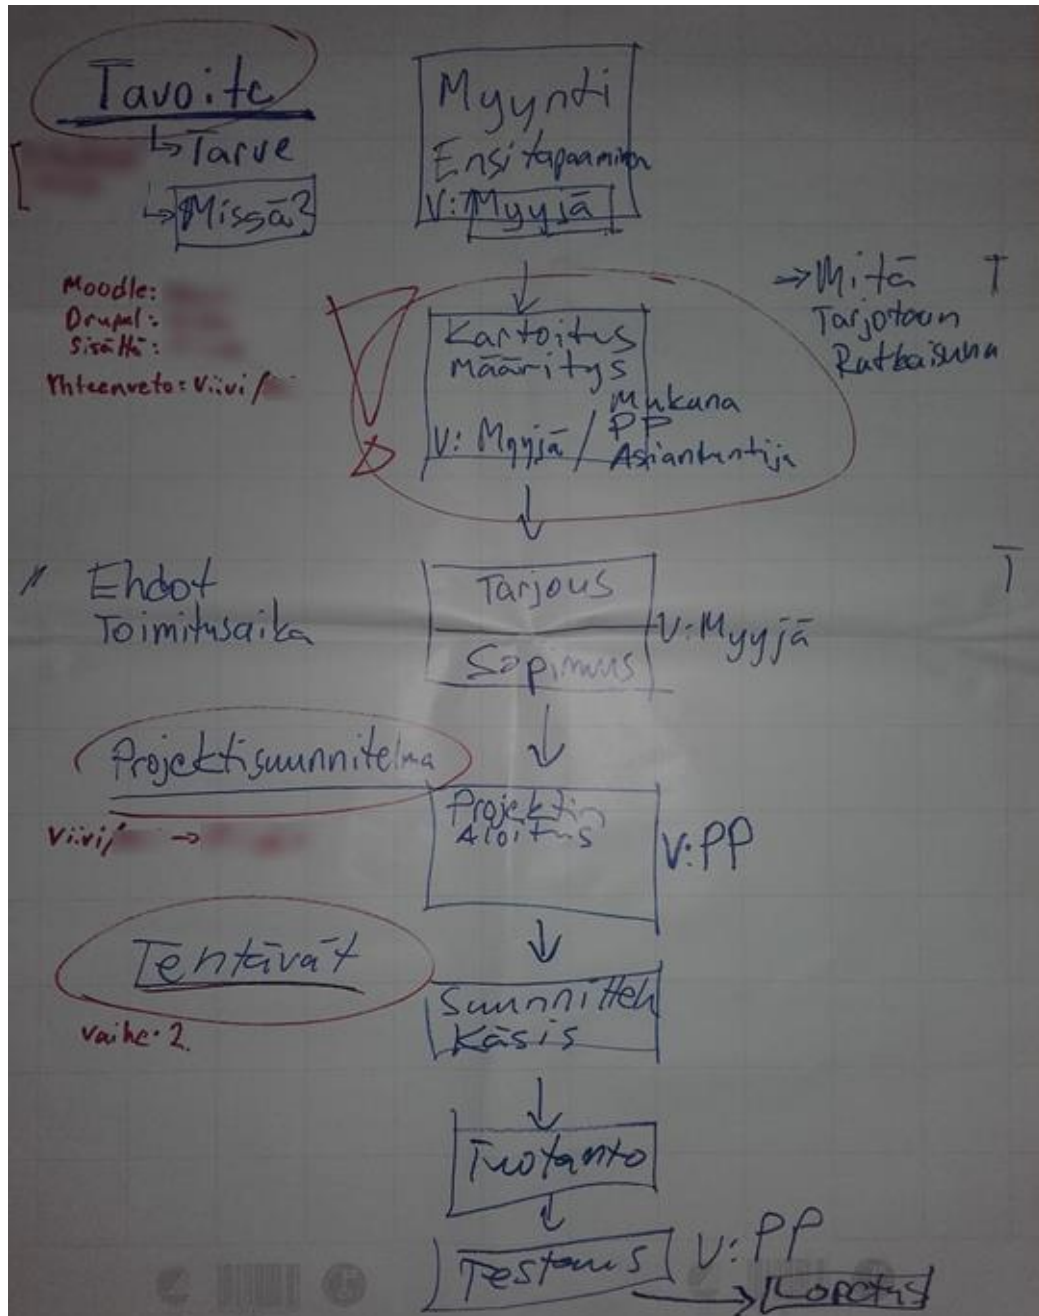 Tavoite
Tarve
Missä?
Moodle:
Drupal:
Sisältö:
Yhteenveto: Viivi/
Myynti
Ensitapaaminen
V: Myyjä
Kartoitus
Määritys
V: Myyjä / Mukana
PP
Asiantuntija
→ Mitä
Tarjotaan
Ratkaisuna
T
Ehdot
Toimitusaika
Tarjous
Sopimus
V: Myyjä
T
Projektisuunnitelma
Viivi/ →
Projektin
Aloitus
V: PP
Tehtävät
vaihe 2.
Suunnittelu
Käsis
Tuotanto
Testaus
V: PP
Lopetus